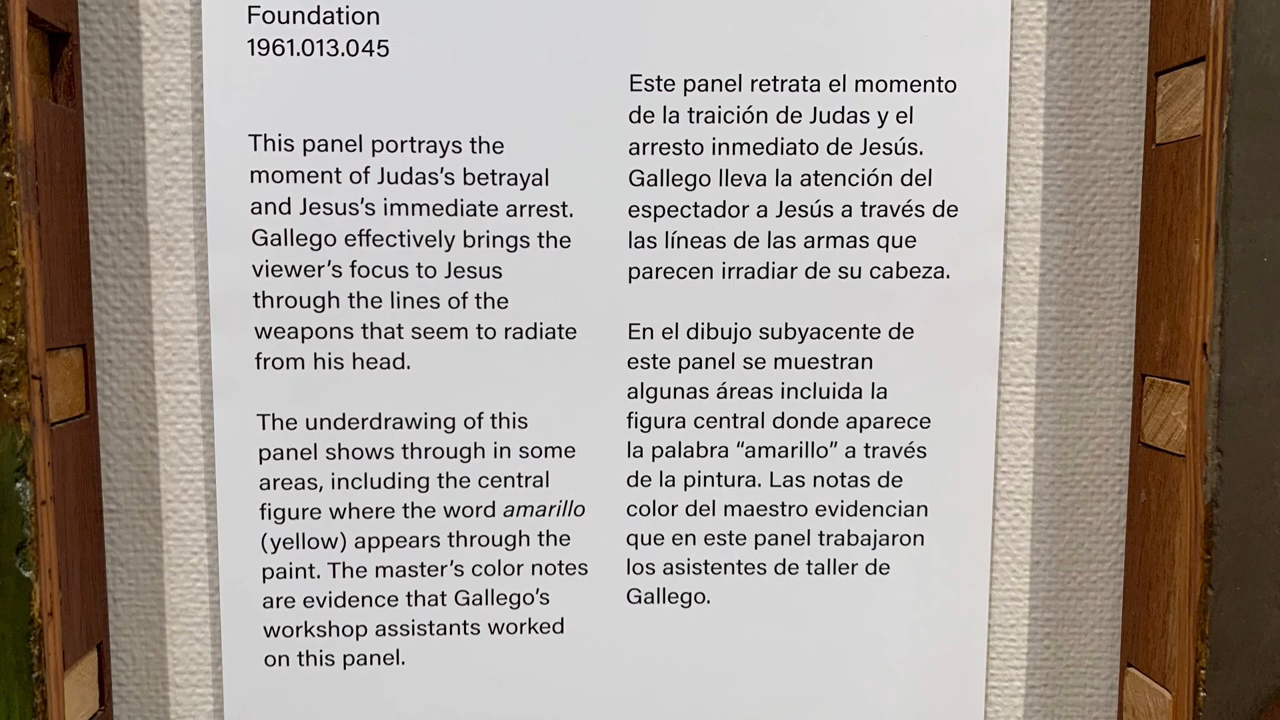 Foundation
1961.013.045
This panel portrays the
moment of Judas's betrayal
and Jesus's immediate arrest.
Gallego effectively brings the
viewer's focus to Jesus
through the lines of the
weapons that seem to radiate
from his head.
The underdrawing of this
panel shows through in some
areas, including the central
figure where the word amarillo
(yellow) appears through the
paint. The master's color notes
are evidence that Gallego's
workshop assistants worked
on this panel.
Este panel retrata el momento
de la traición de Judas y el
arresto inmediato de Jesús.
Gallego lleva la atención del
espectador a Jesús a través de
las líneas de las armas que
parecen irradiar de su cabeza.
En el dibujo subyacente de
este panel se muestran
algunas áreas incluida la
figura central donde aparece
la palabra “amarillo” a través
de la pintura. Las notas de
color del maestro evidencian
que en este panel trabajaron
los asistentes de taller de
Gallego.